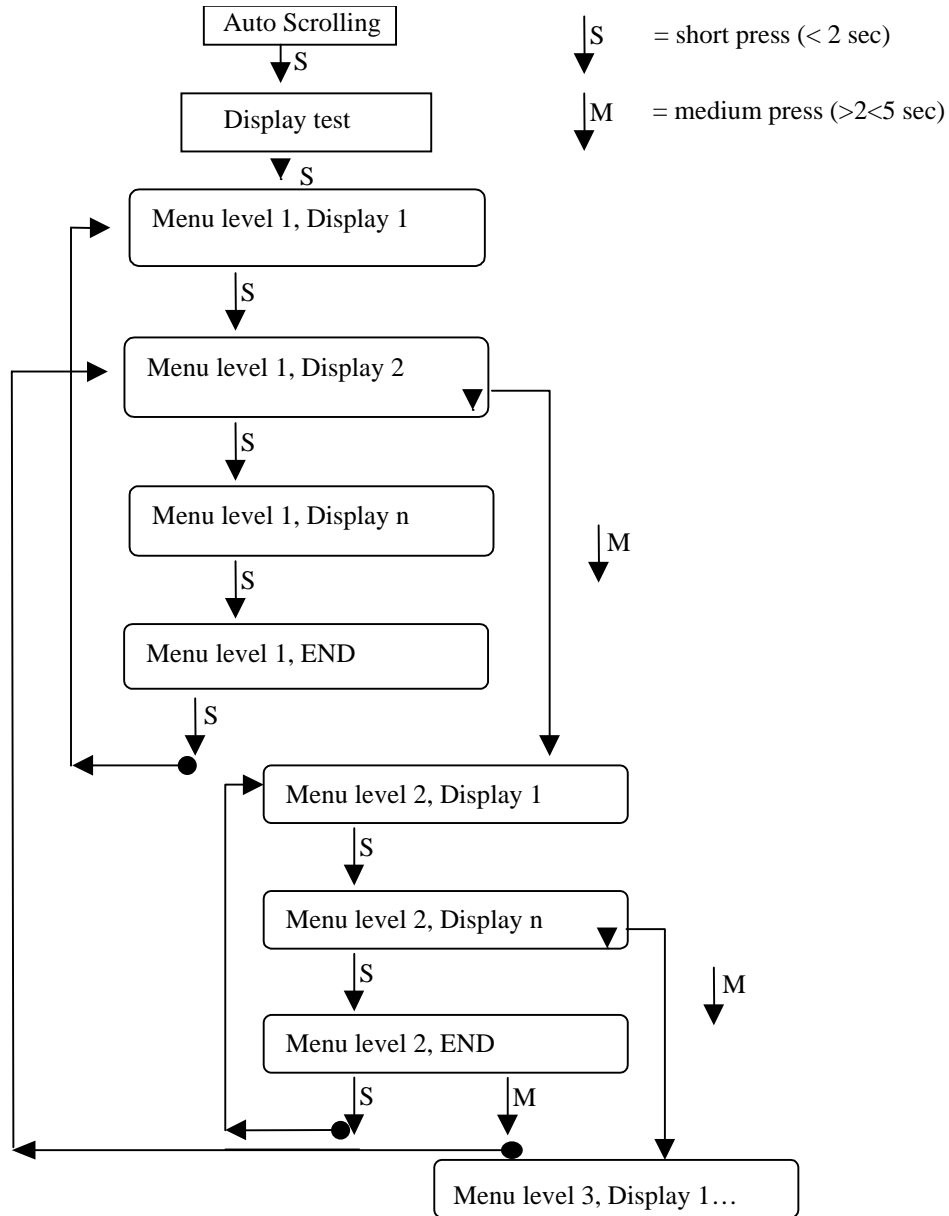 Auto Scrolling
S
S = short press (< 2 sec)
Display test
M = medium press (>2<5 sec)
S
Menu level 1, Display 1
S
Menu level 1, Display 2
S
Menu level 1, Display n
M
S
Menu level 1, END
S
Menu level 2, Display 1
S
Menu level 2, Display n
S
M
Menu level 2, END
S
M
Menu level 3, Display 1…